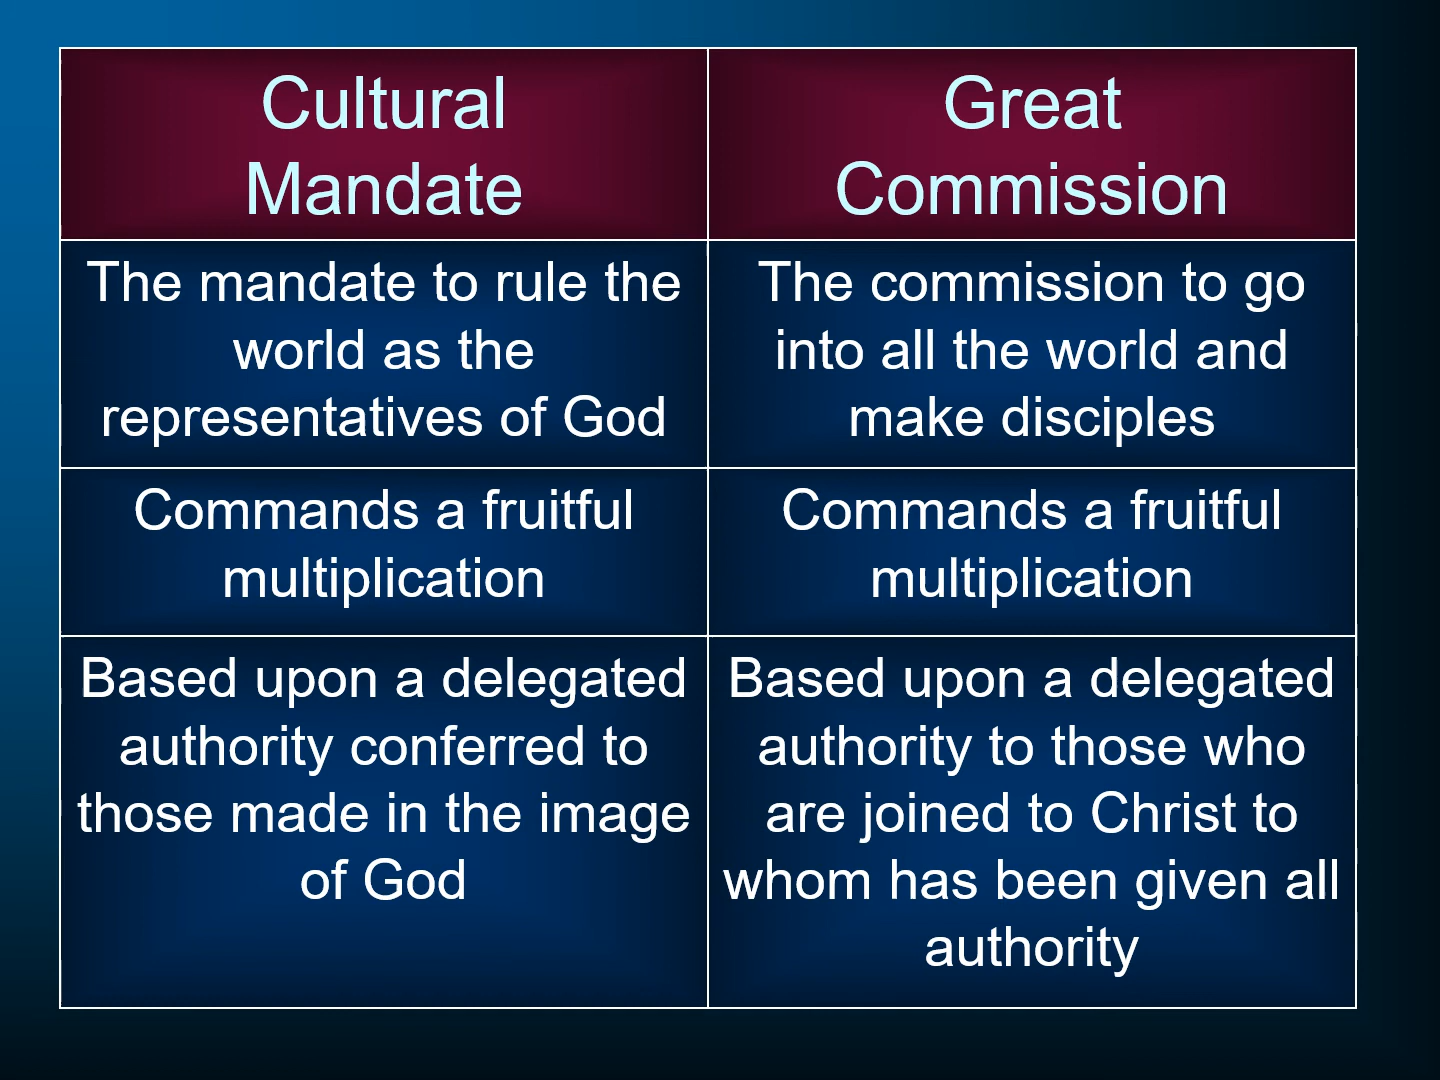 Cultural
Mandate
Great
Commission
The mandate to rule the
world as the
representatives of God
The commission to go
into all the world and
make disciples
Commands a fruitful
multiplication
Commands a fruitful
multiplication
Based upon a delegated
authority conferred to
those made in the image
of God
Based upon a delegated
authority to those who
are joined to Christ to
whom has been given all
authority